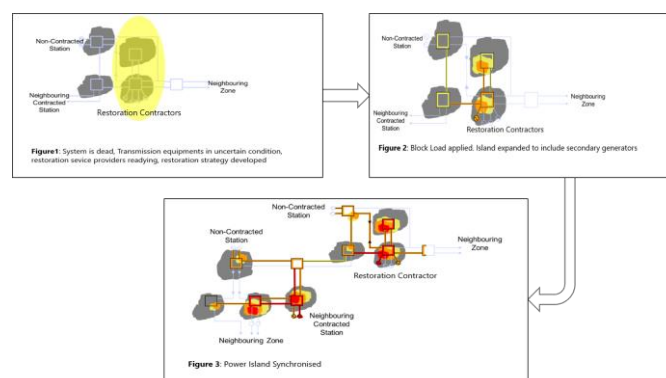 Non-Contracted
Station
Neighbouring
Contracted
Station
Neighbouring
Zone
Restoration Contractors
Figure1: System is dead, Transmission equipments in uncertain condition,
restoration sevice providers readying, restoration strategy developed
Non-Contracted
Station
Neighbouring
Contracted
Station
Neighbouring
Zone
Restoration Contractors
Figure 2: Block Load applied. Island expanded to include secondary generators
Non-Contracted
Station
Non-Contracted
Station
Neighbouring
Zone
Restoration Contractor
Neighbouring
Contracted
Station
Neighbouring Zone
Figure 3: Power Island Synchronised